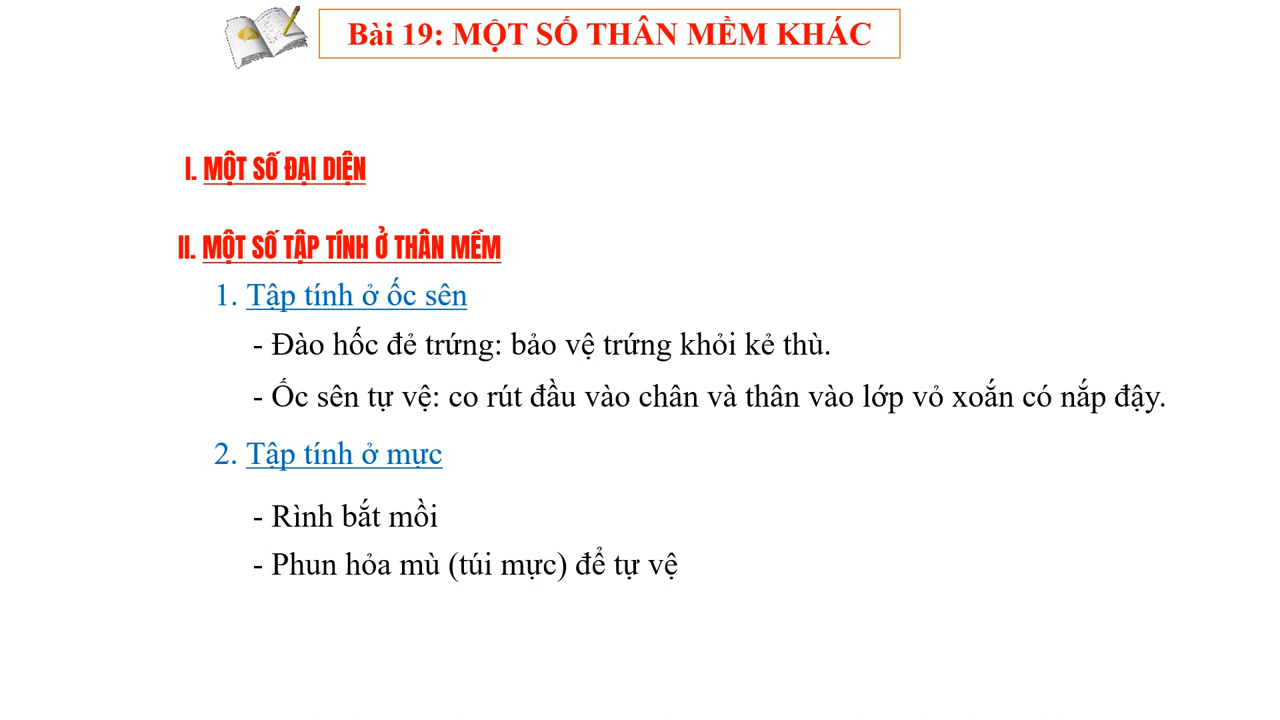 Bài 19: MỘT SỐ THÂN MỀM KHÁC
I. MỘT SỐ ĐẠI DIỆN
II. MỘT SỐ TẬP TÍNH Ở THÂN MỀM
1. Tập tính ở ốc sên
- Đào hốc đẻ trứng: bảo vệ trứng khỏi kẻ thù.
- Ốc sên tự vệ: co rút đầu vào chân và thân vào lớp vỏ xoắn có nắp đậy.
2. Tập tính ở mực
- Rình bắt mồi
- Phun hỏa mù (túi mực) để tự vệ